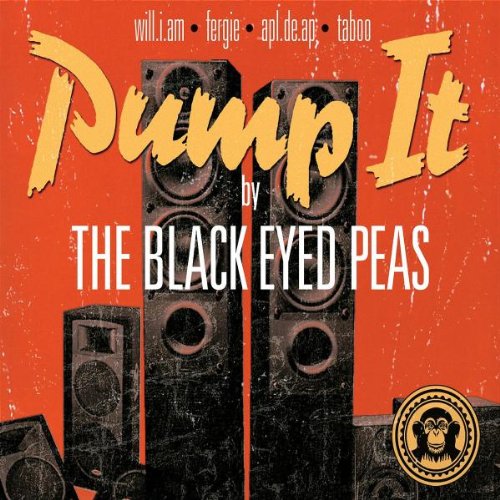 will.i.am • fergie • apl.de.ap • taboo
Pump It
by
THE BLACK EYED PEAS